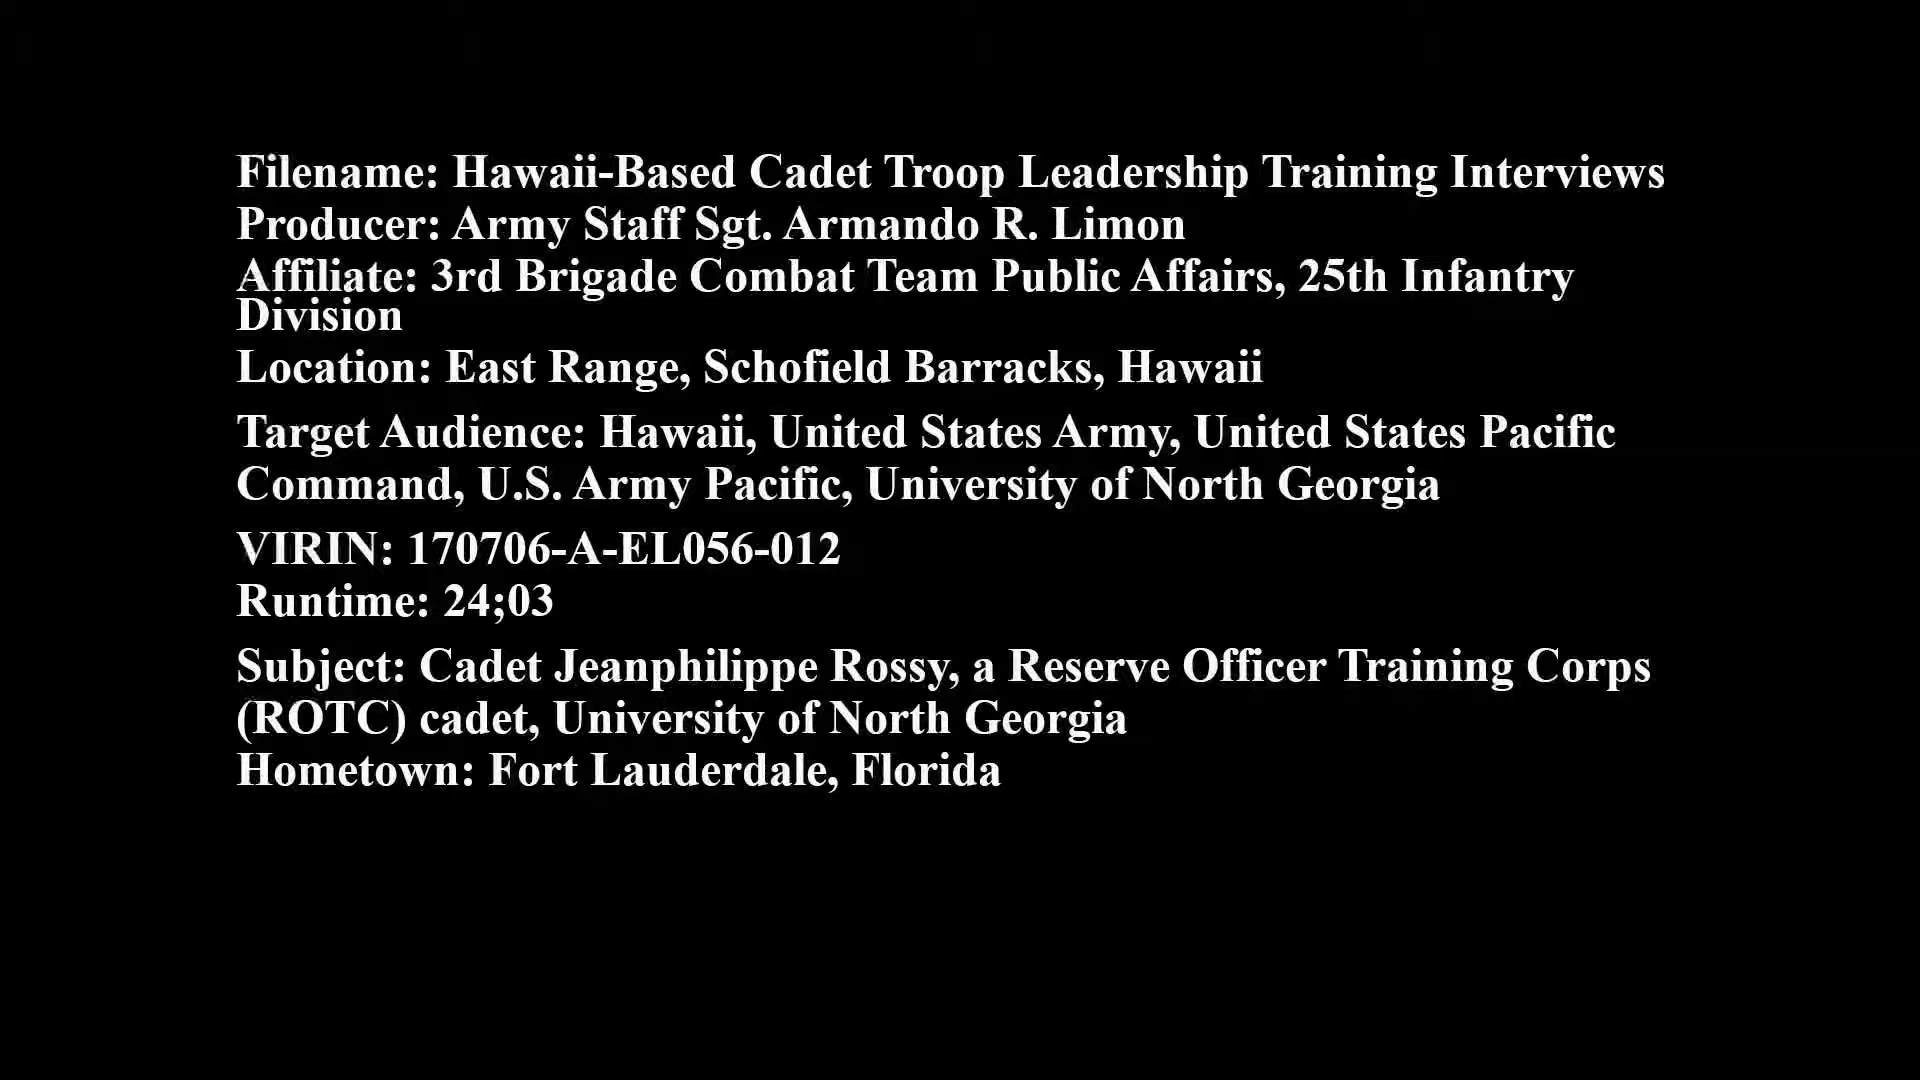 Filename: Hawaii-Based Cadet Troop Leadership Training Interviews
Producer: Army Staff Sgt. Armando R. Limon
Affiliate: 3rd Brigade Combat Team Public Affairs, 25th Infantry
Division
Location: East Range, Schofield Barracks, Hawaii
Target Audience: Hawaii, United States Army, United States Pacific
Command, U.S. Army Pacific, University of North Georgia
VIRIN: 170706-A-EL056-012
Runtime: 24;03
Subject: Cadet Jeanphilippe Rossy, a Reserve Officer Training Corps
(ROTC) cadet, University of North Georgia
Hometown: Fort Lauderdale, Florida